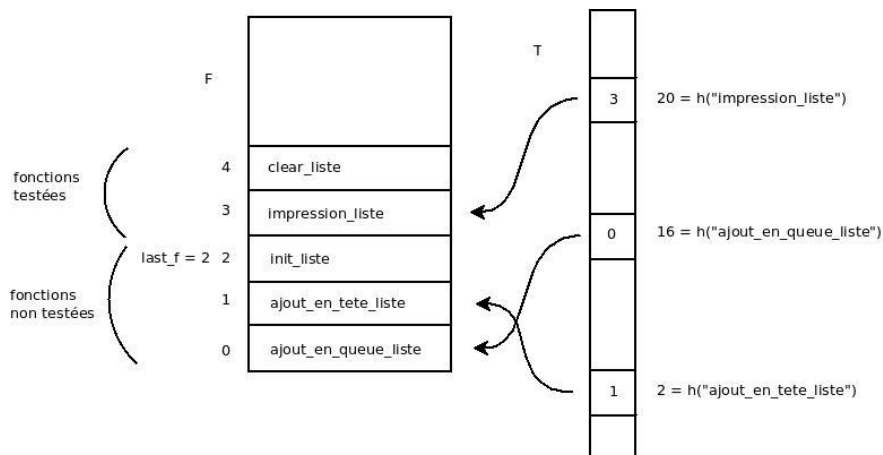 F
T
3 20 = h("impression_liste")
fonctions
testées
4 clear_liste
3 impression_liste
0 16 = h("ajout_en_queue_liste")
last_f = 2 2 init_liste
fonctions
non testées
1 ajout_en_tete_liste
0 ajout_en_queue_liste
1 2 = h("ajout_en_tete_liste")